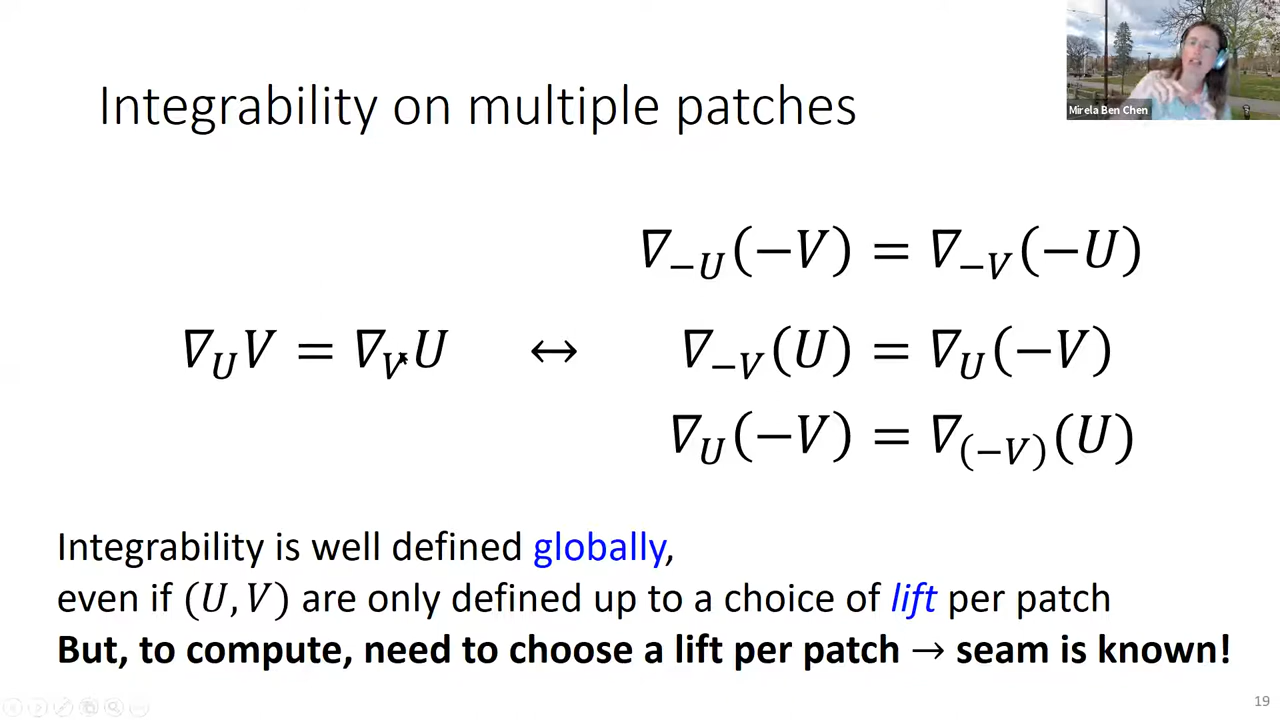 Mirela Ben Chen
Integrability on multiple patches
∇_{−U}(−V) = ∇_{−V}(−U)
∇_U V = ∇_V U ↔ ∇_{−V}(U) = ∇_U(−V)
∇_U(−V) = ∇_{(−V)}(U)
Integrability is well defined globally,
even if (U, V) are only defined up to a choice of lift per patch
But, to compute, need to choose a lift per patch → seam is known!
19